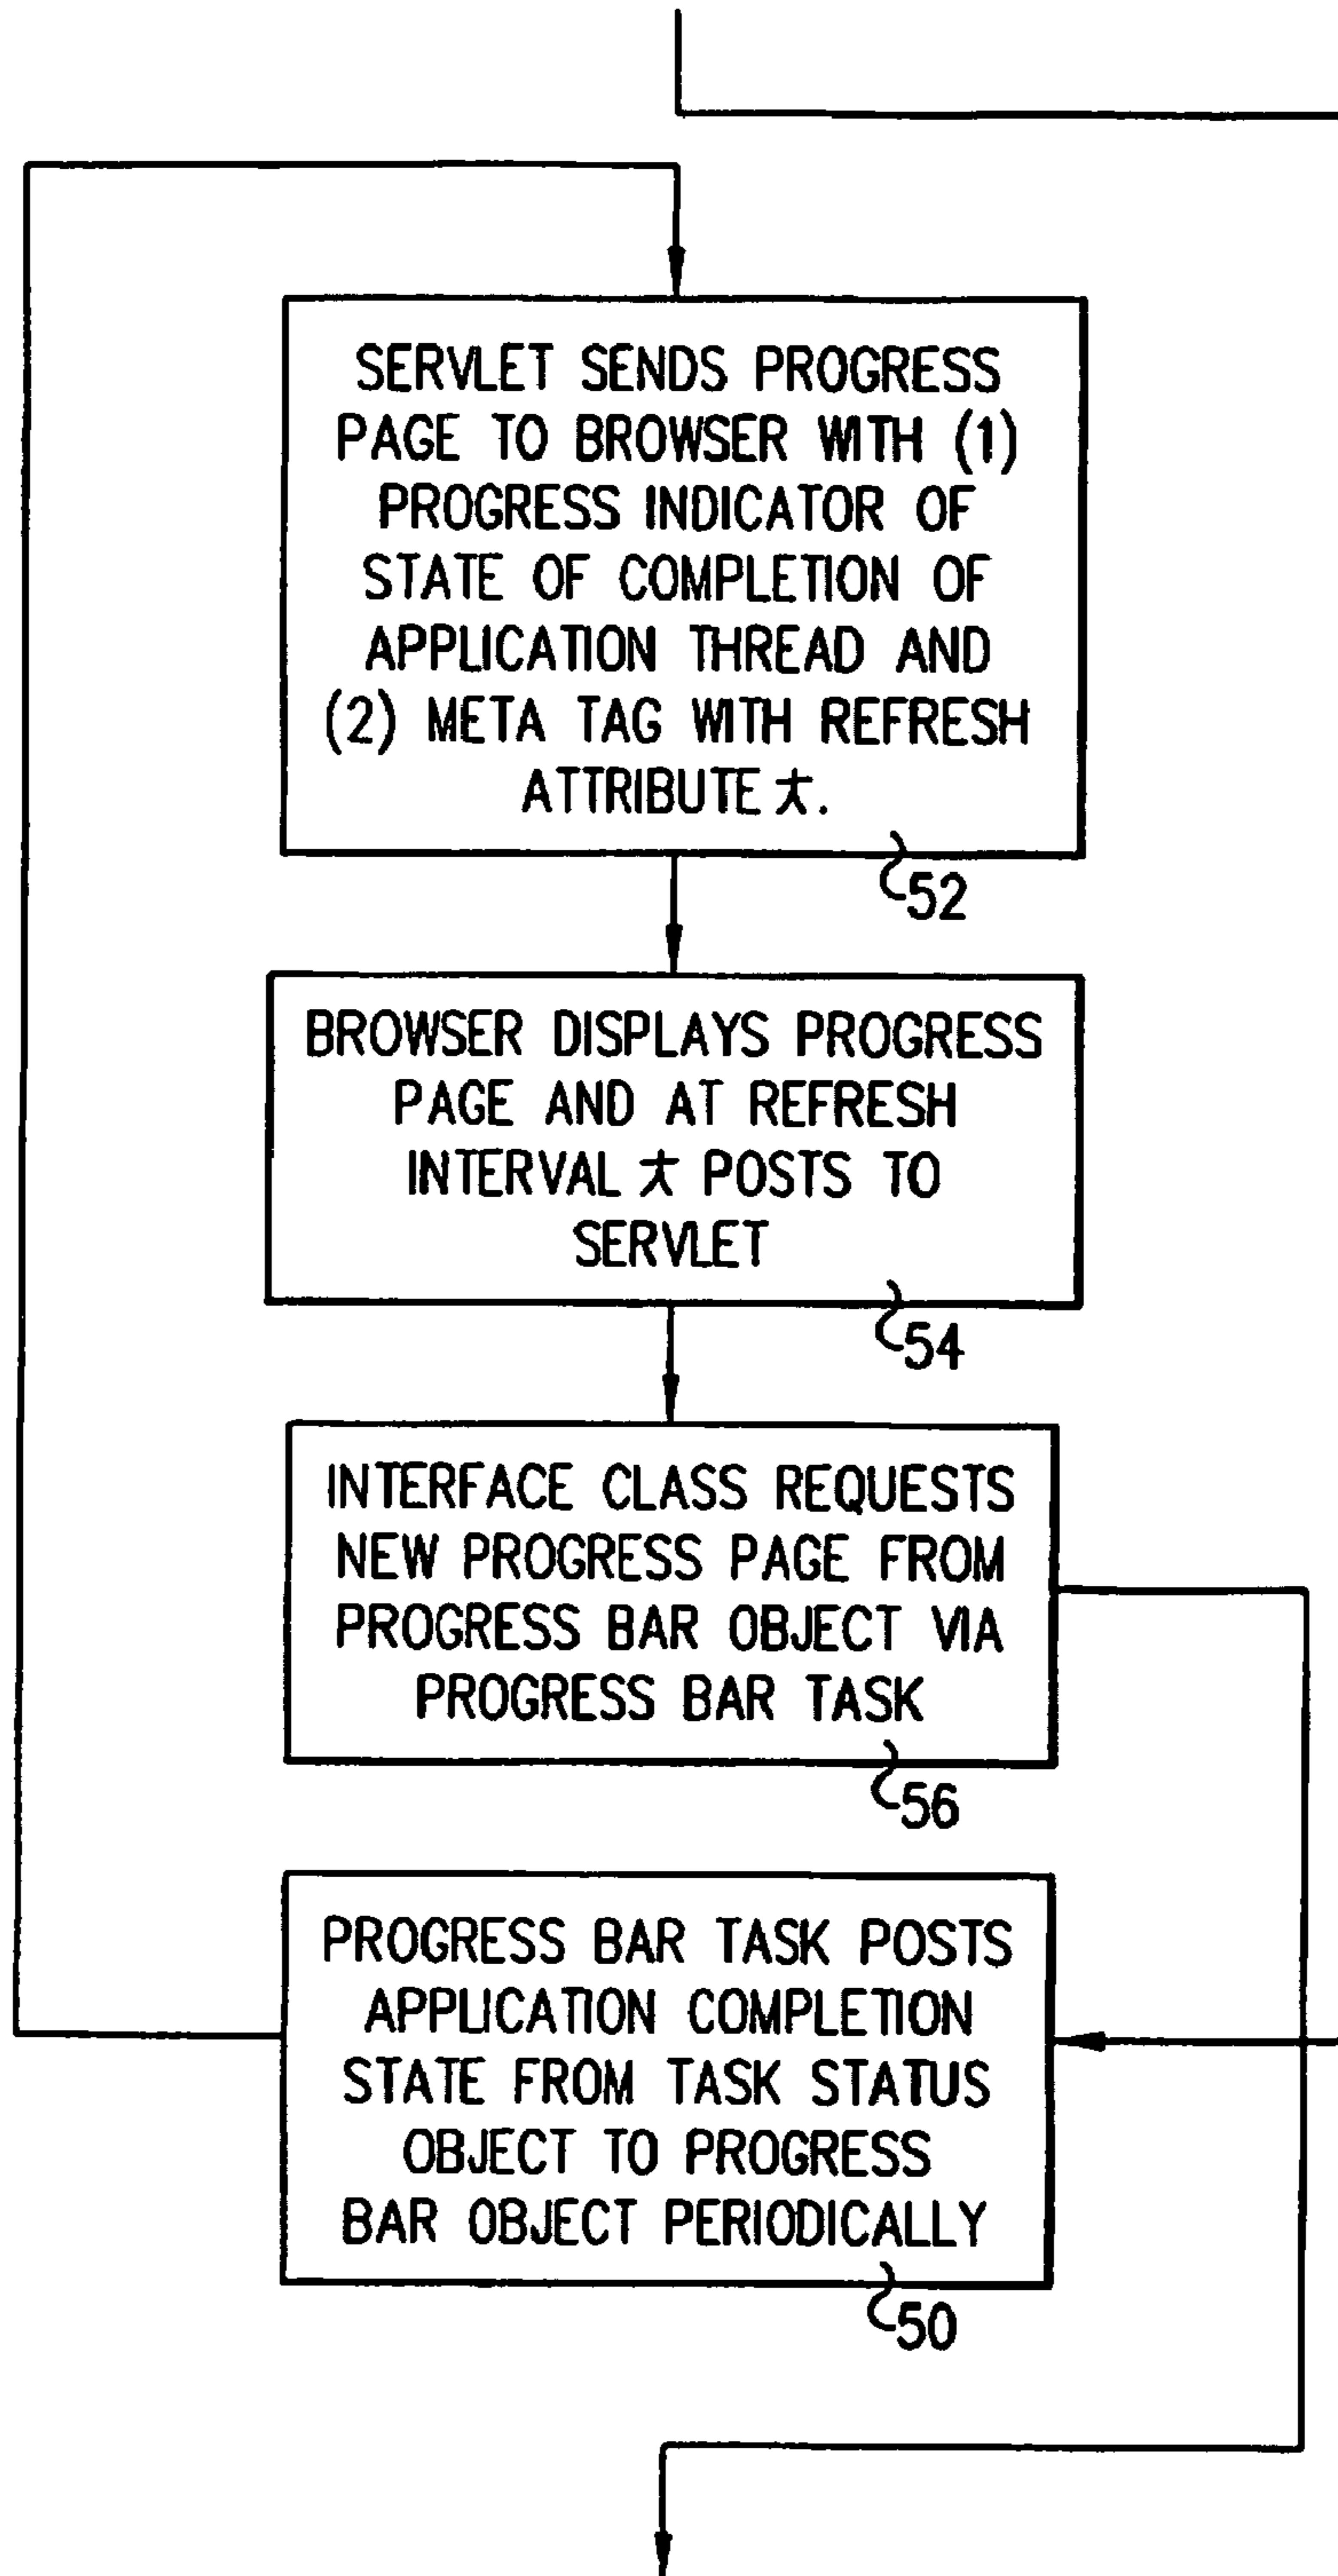 SERVLET SENDS PROGRESS
PAGE TO BROWSER WITH (1)
PROGRESS INDICATOR OF
STATE OF COMPLETION OF
APPLICATION THREAD AND
(2) META TAG WITH REFRESH
ATTRIBUTE t.
52
BROWSER DISPLAYS PROGRESS
PAGE AND AT REFRESH
INTERVAL t POSTS TO
SERVLET
54
INTERFACE CLASS REQUESTS
NEW PROGRESS PAGE FROM
PROGRESS BAR OBJECT VIA
PROGRESS BAR TASK
56
PROGRESS BAR TASK POSTS
APPLICATION COMPLETION
STATE FROM TASK STATUS
OBJECT TO PROGRESS
BAR OBJECT PERIODICALLY
50